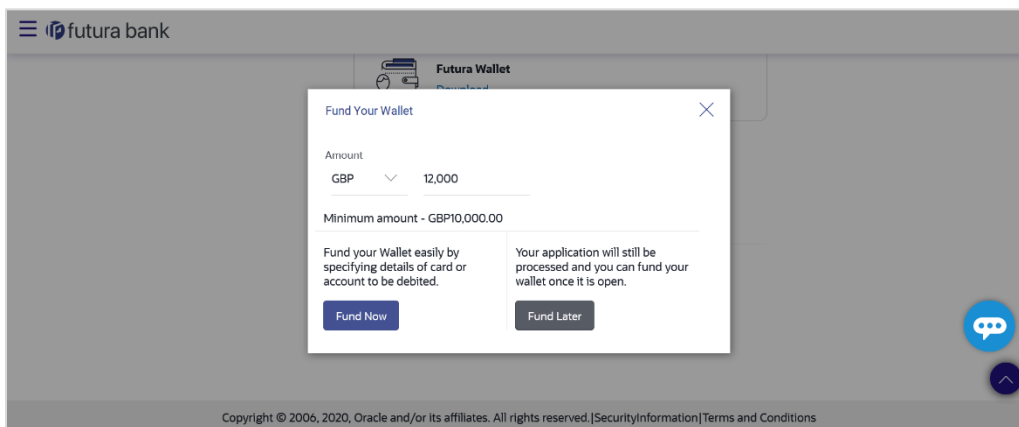 futura bank
Futura Wallet
Download
Fund Your Wallet
Amount
GBP 12,000
Minimum amount - GBP10,000.00
Fund your Wallet easily by
specifying details of card or
account to be debited.
Fund Now
Your application will still be
processed and you can fund your
wallet once it is open.
Fund Later
Copyright © 2006, 2020, Oracle and/or its affiliates. All rights reserved.|SecurityInformation|Terms and Conditions